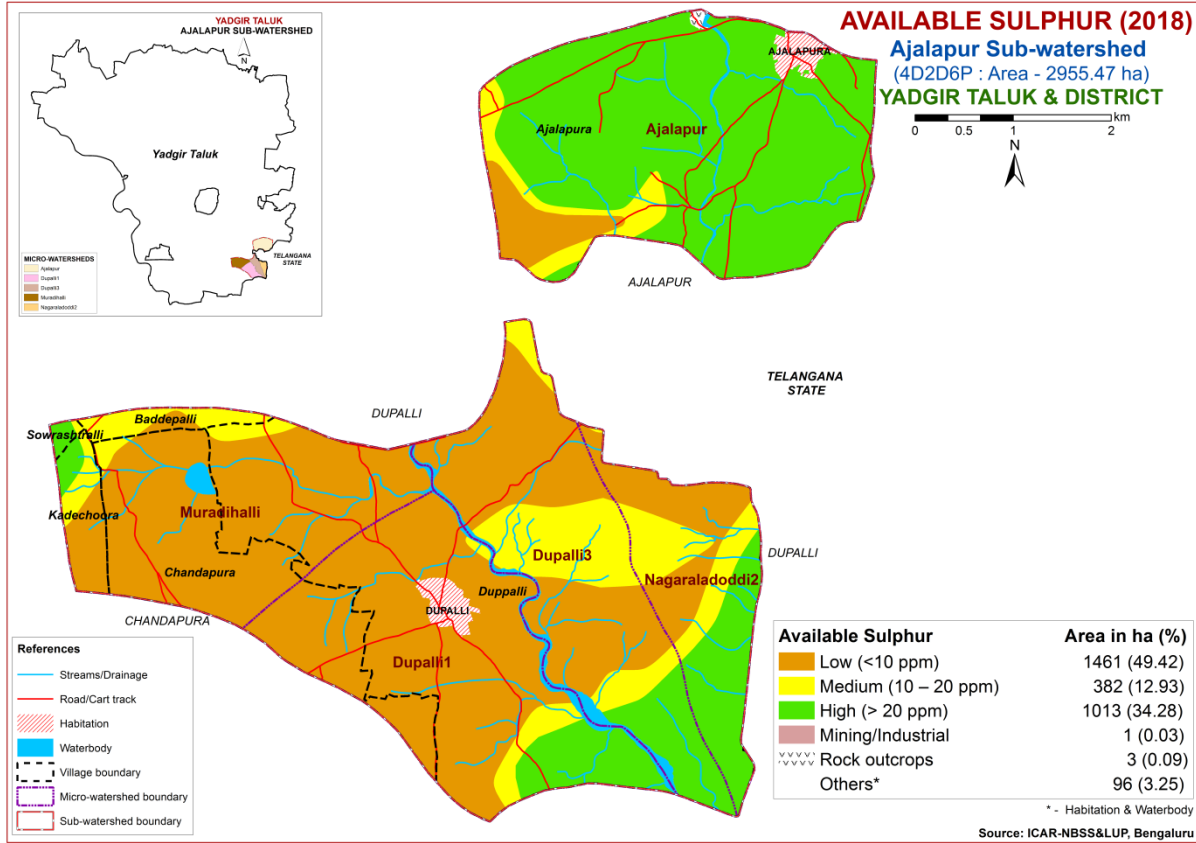 YADGIR TALUK
AJALAPUR SUB-WATERSHED
N
Yadgir Taluk
TELANGANA
STATE
MICRO-WATERSHEDS
Ajalapur
Dupalli1
Dupalli3
Muradihalli
Nagaraladoddi2
AVAILABLE SULPHUR (2018)
Ajalapur Sub-watershed
(4D2D6P : Area - 2955.47 ha)
YADGIR TALUK & DISTRICT
km
0 0.5 1 2
N
AJALAPURA
Ajalapura
Ajalapur
AJALAPUR
TELANGANA
STATE
DUPALLI
Baddepalli
Sowrashtralli
Kadechoora
Muradihalli
Chandapura
CHANDAPURA
Dupalli3
DUPALLI
Nagaraladoddi2
Duppalli
DUPALLI
Dupalli1
References
Streams/Drainage
Road/Cart track
Habitation
Waterbody
Village boundary
Micro-watershed boundary
Sub-watershed boundary
Available Sulphur Area in ha (%)
Low (<10 ppm) 1461 (49.42)
Medium (10 – 20 ppm) 382 (12.93)
High (> 20 ppm) 1013 (34.28)
Mining/Industrial 1 (0.03)
Rock outcrops 3 (0.09)
Others* 96 (3.25)
* - Habitation & Waterbody
Source: ICAR-NBSS&LUP, Bengaluru